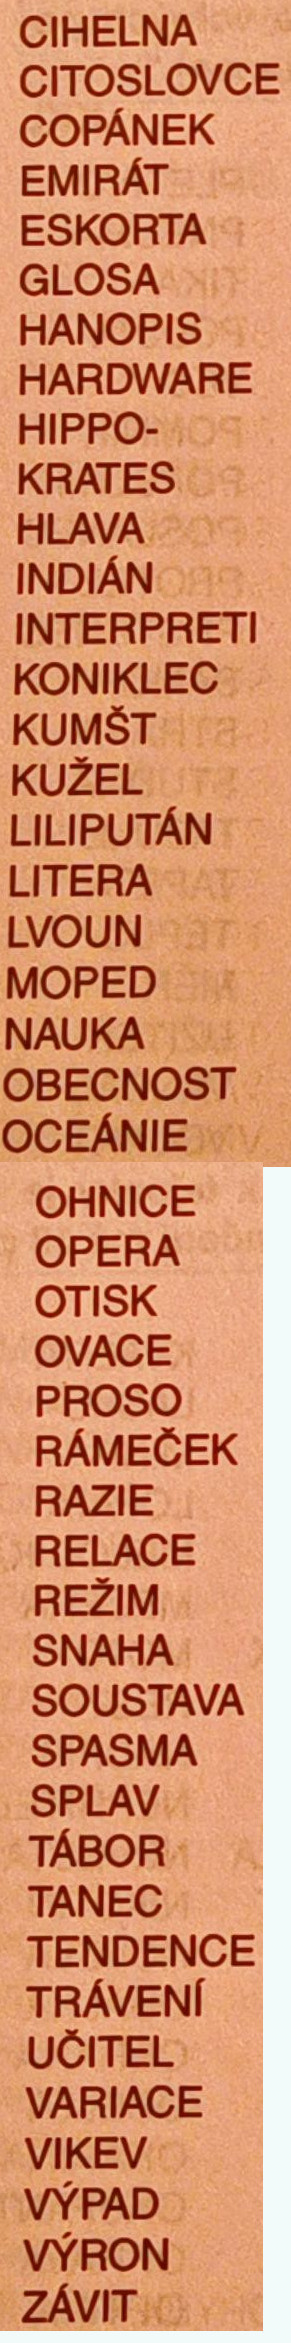 CIHELNA
CITOSLOVCE
COPÁNEK
EMIRÁT
ESKORTA
GLOSA
HANOPIS
HARDWARE
HIPPO-
KRATES
HLAVA
INDIÁN
INTERPRETI
KONIKLEC
KUMŠT
KUŽEL
LILIPUTÁN
LITERA
LVOUN
MOPED
NAUKA
OBECNOST
OCEÁNIE
OHNICE
OPERA
OTISK
OVACE
PROSO
RÁMEČEK
RAZIE
RELACE
REŽIM
SNAHA
SOUSTAVA
SPASMA
SPLAV
TÁBOR
TANEC
TENDENCE
TRÁVENÍ
UČITEL
VARIACE
VIKEV
VÝPAD
VÝRON
ZÁVIT